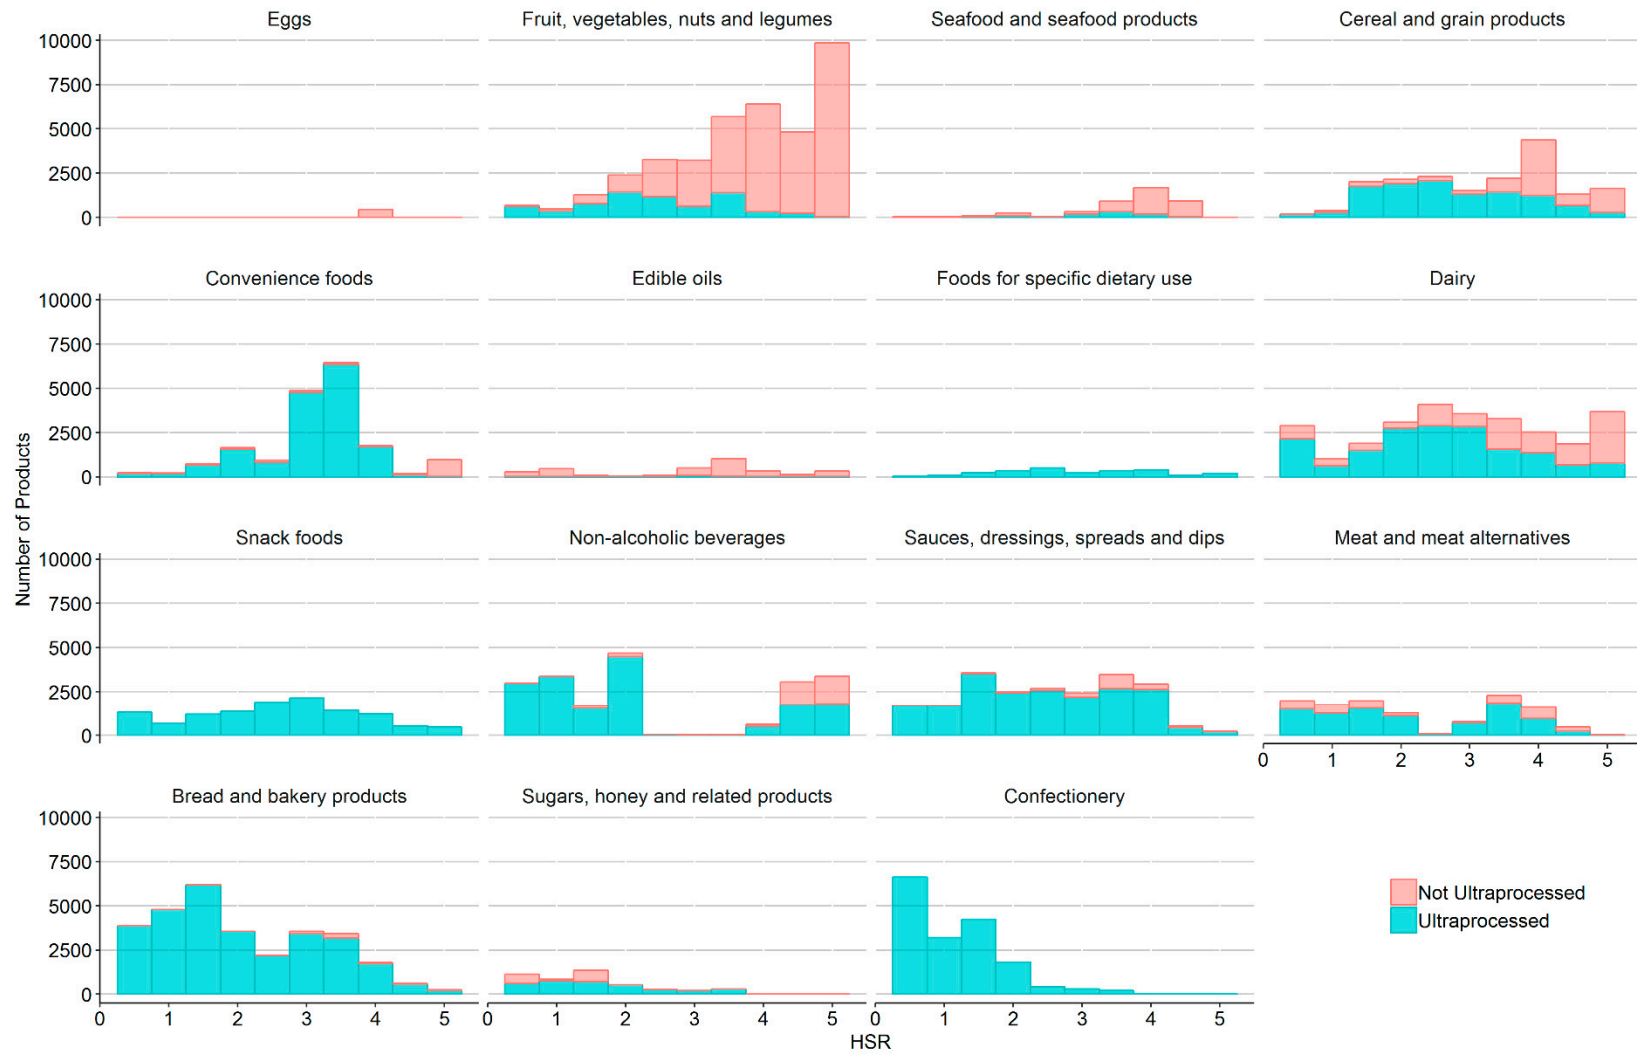 Eggs
Fruit, vegetables, nuts and legumes
Seafood and seafood products
Cereal and grain products
10000
7500
5000
2500
0
Convenience foods
Edible oils
Foods for specific dietary use
Dairy
10000
7500
5000
2500
0
Number of Products
Snack foods
Non-alcoholic beverages
Sauces, dressings, spreads and dips
Meat and meat alternatives
10000
7500
5000
2500
0
0 1 2 3 4 5
Bread and bakery products
Sugars, honey and related products
Confectionery
10000
7500
5000
2500
0
Not Ultraprocessed
Ultraprocessed
0 1 2 3 4 5
0 1 2 3 4 5
0 1 2 3 4 5
HSR